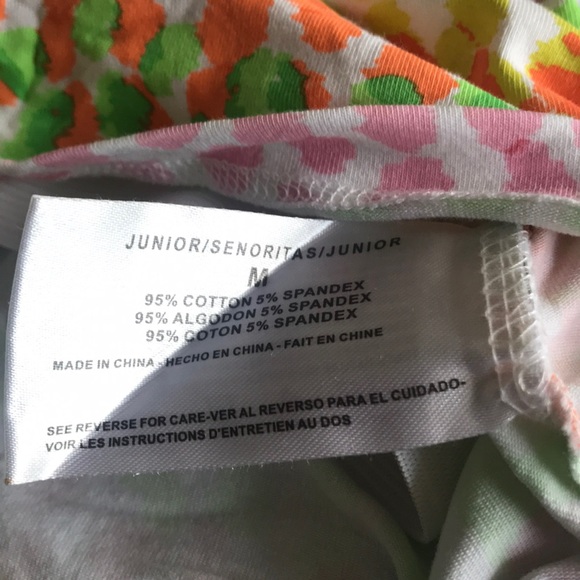 JUNIOR/SENORITAS/JUNIOR
M
95% COTTON 5% SPANDEX
95% ALGODON 5% SPANDEX
95% COTON 5% SPANDEX
MADE IN CHINA - HECHO EN CHINA - FAIT EN CHINE
SEE REVERSE FOR CARE-VER AL REVERSO PARA EL CUIDADO-
VOIR LES INSTRUCTIONS D'ENTRETIEN AU DOS